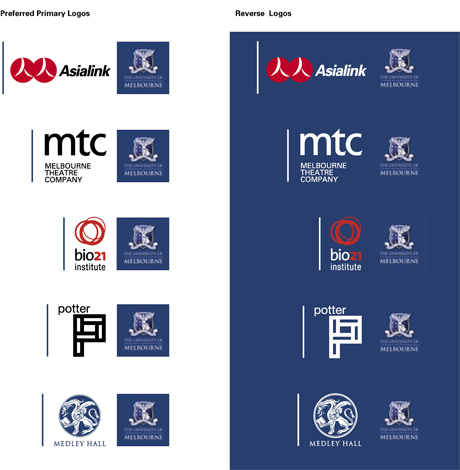 Preferred Primary Logos
Reverse Logos
Asialink
THE UNIVERSITY OF
MELBOURNE
Asialink
THE UNIVERSITY OF
MELBOURNE
mtc
MELBOURNE
THEATRE
COMPANY
THE UNIVERSITY OF
MELBOURNE
mtc
MELBOURNE
THEATRE
COMPANY
THE UNIVERSITY OF
MELBOURNE
bio21
institute
THE UNIVERSITY OF
MELBOURNE
bio21
institute
THE UNIVERSITY OF
MELBOURNE
potter
THE UNIVERSITY OF
MELBOURNE
potter
THE UNIVERSITY OF
MELBOURNE
MEDLEY HALL
THE UNIVERSITY OF
MELBOURNE
MEDLEY HALL
THE UNIVERSITY OF
MELBOURNE